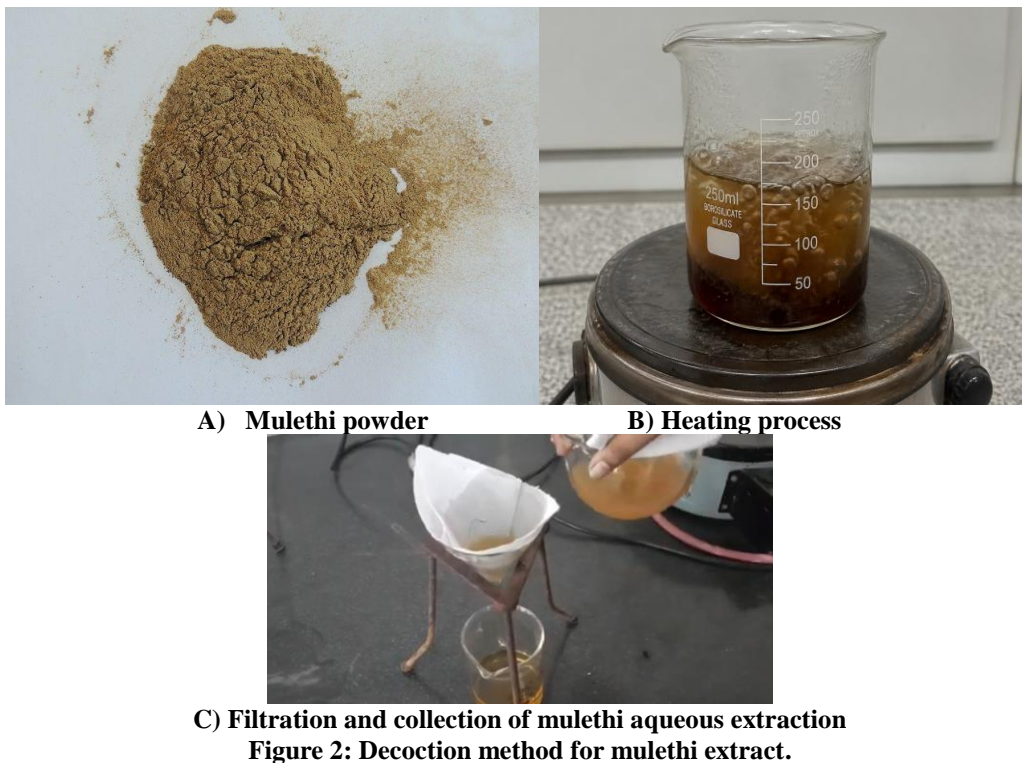 250
APPROX
200
250ml
150
BOROSILICATE
GLASS
100
50
A) Mulethi powder
B) Heating process
C) Filtration and collection of mulethi aqueous extraction
Figure 2: Decoction method for mulethi extract.